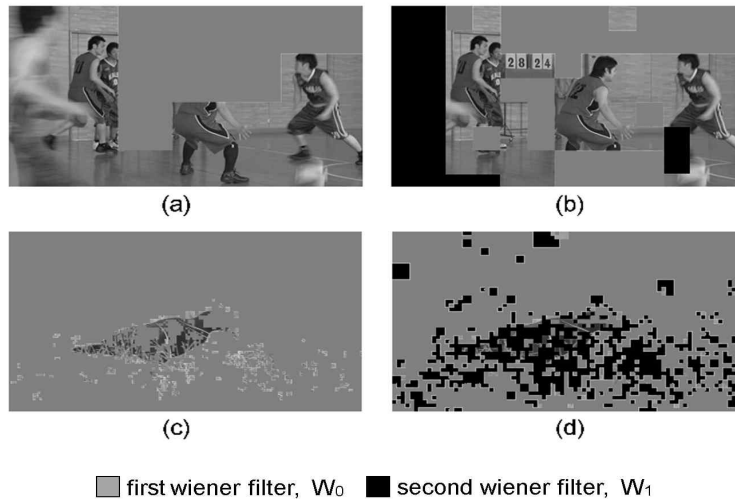 28 24
(a)
(b)
(c)
(d)
first wiener filter, W0
second wiener filter, W1